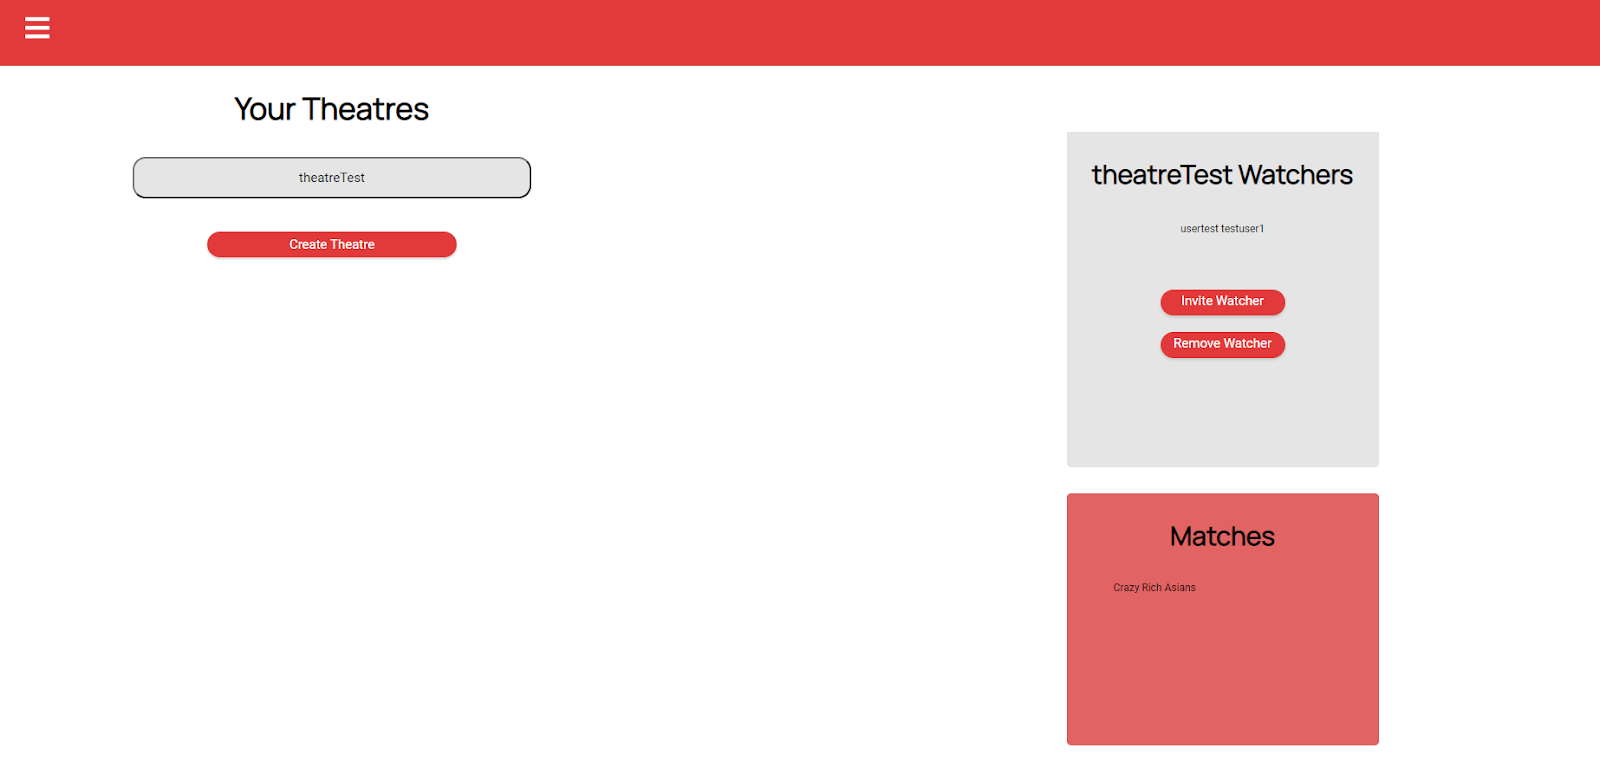 Your Theatres
theatreTest
Create Theatre
theatreTest Watchers
usertest testuser1
Invite Watcher
Remove Watcher
Matches
Crazy Rich Asians